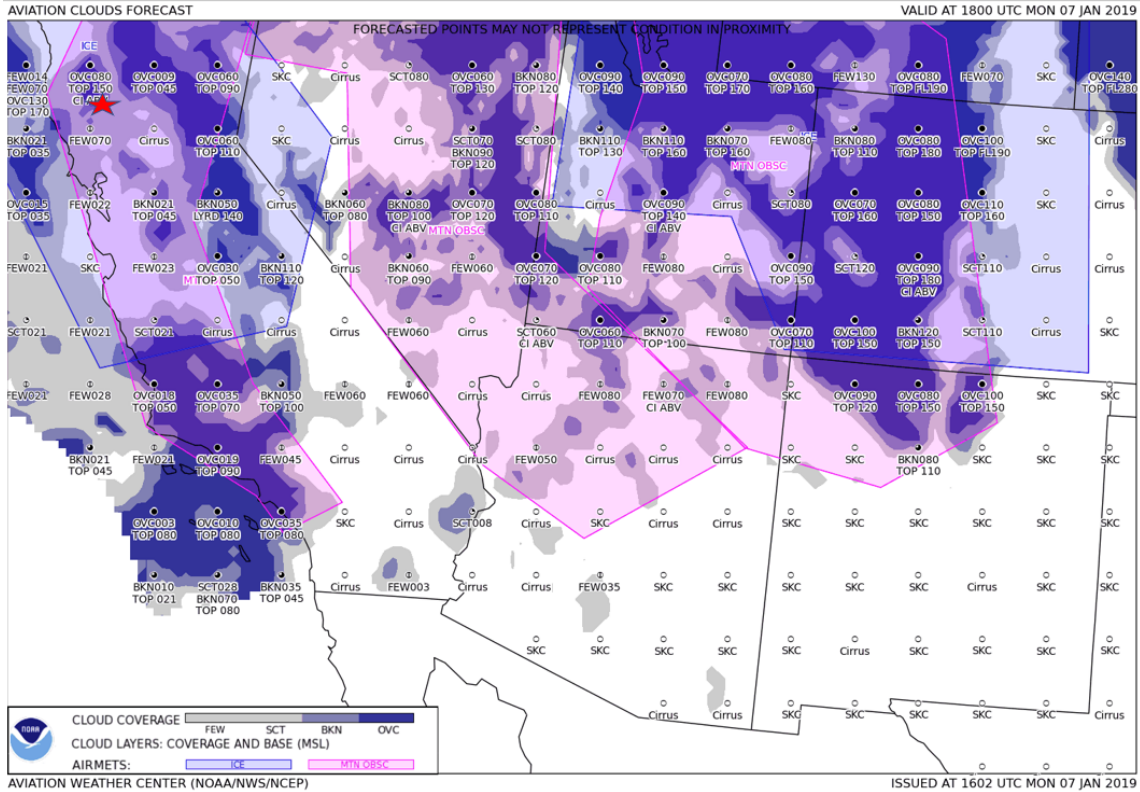 AVIATION CLOUDS FORECAST
VALID AT 1800 UTC MON 07 JAN 2019
FORECASTED POINTS MAY NOT REPRESENT CONDITION IN PROXIMITY
ICE
FEW014 OVC080 OVC009 OVC060 SKC Cirrus SCT080 OVC060 BKN080 OVC090 OVC090 OVC070 OVC080 FEW130 OVC080 FEW070 SKC OVC140
FEW070 TOP 150 TOP 045 TOP 090 TOP 130 TOP 120 TOP 140 TOP 150 TOP 170 TOP 160 TOP FL190 TOP FL280
OVC130 CI
TOP 170
BKN021 FEW070 Cirrus OVC060 SKC Cirrus SCT070 SCT080 BKN110 BKN110 BKN070 FEW080 ICE BKN080 OVC080 OVC100 SKC Cirrus
TOP 035 TOP 110 BKN090 TOP 130 TOP 160 TOP 160 TOP 110 TOP 180 TOP FL190
TOP 120
MTN OBSC
OVC015 FEW022 BKN021 BKN050 Cirrus BKN060 BKN080 OVC070 OVC080 Cirrus OVC090 Cirrus SCT080 OVC070 OVC080 OVC110 SKC Cirrus
TOP 035 TOP 045 LYRD 140 TOP 080 TOP 100 TOP 120 TOP 110 TOP 140 TOP 160 TOP 150 TOP 160
CI ABV CI ABV
MTN OBSC
FEW021 SKC FEW023 OVC030 BKN110 Cirrus BKN060 FEW060 OVC070 OVC080 FEW080 Cirrus OVC090 SCT120 OVC090 SCT110 Cirrus Cirrus
TOP 050 TOP 120 TOP 090 TOP 120 TOP 110 TOP 150 TOP 180
CI ABV
SCT021 FEW021 SCT021 Cirrus Cirrus Cirrus FEW060 Cirrus SCT060 OVC060 BKN070 FEW080 OVC070 OVC100 BKN120 SCT110 Cirrus SKC
CI ABV TOP 110 TOP 100 TOP 110 TOP 150 TOP 150
FEW021 FEW028 OVC018 OVC035 BKN050 FEW060 FEW060 Cirrus Cirrus FEW080 FEW070 FEW080 SKC OVC090 OVC080 OVC100 SKC SKC
TOP 050 TOP 070 TOP 100 CI ABV TOP 120 TOP 150 TOP 150
BKN021 FEW021 OVC019 FEW045 Cirrus Cirrus Cirrus FEW050 Cirrus Cirrus Cirrus SKC SKC BKN080 SKC SKC SKC
TOP 045 TOP 090 TOP 110
OVC003 OVC010 OVC035 SKC Cirrus SCT008 Cirrus SKC Cirrus Cirrus SKC SKC SKC SKC SKC SKC
TOP 080 TOP 080 TOP 080
BKN010 SCT028 BKN035 Cirrus FEW003 Cirrus Cirrus FEW035 SKC SKC SKC SKC SKC Cirrus SKC SKC
TOP 021 BKN070 TOP 045
TOP 080
SKC SKC SKC SKC SKC Cirrus SKC SKC SKC SKC
Cirrus Cirrus SKC SKC SKC SKC SKC Cirrus
NOAA
CLOUD COVERAGE
FEW SCT BKN OVC
CLOUD LAYERS: COVERAGE AND BASE (MSL)
AIRMETS: ICE MTN OBSC
AVIATION WEATHER CENTER (NOAA/NWS/NCEP)
ISSUED AT 1602 UTC MON 07 JAN 2019